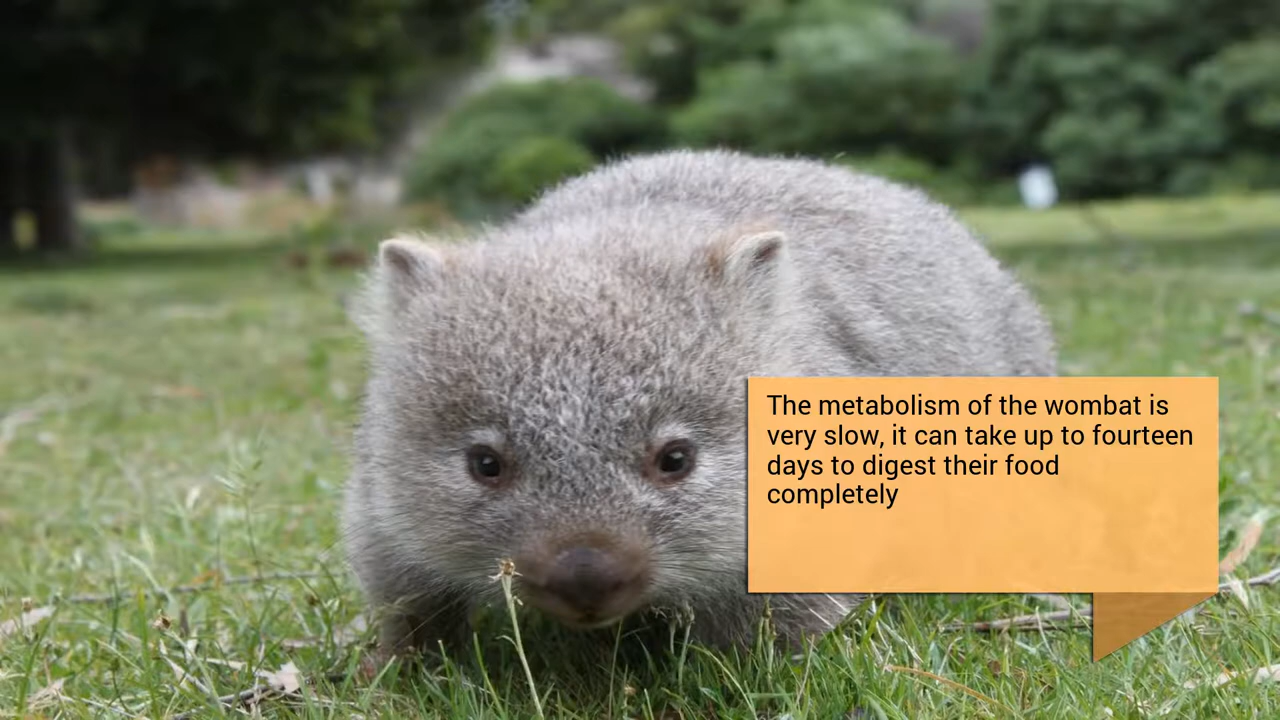 The metabolism of the wombat is
very slow, it can take up to fourteen
days to digest their food
completely